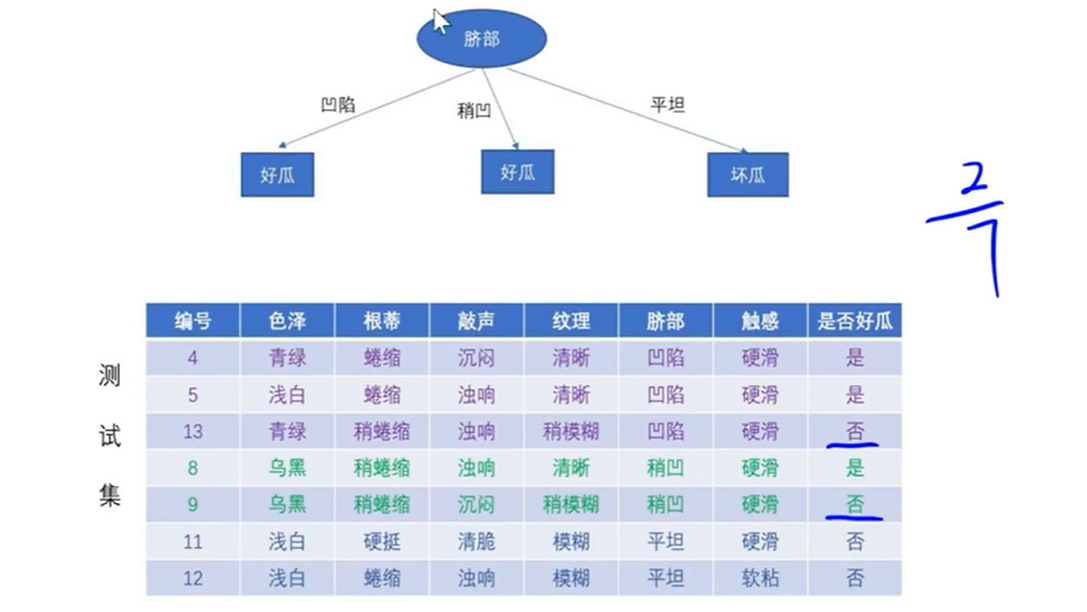 脐部
凹陷 稍凹 平坦
好瓜 好瓜 坏瓜
2
7
测试集
编号 色泽 根蒂 敲声 纹理 脐部 触感 是否好瓜
4 青绿 蜷缩 沉闷 清晰 凹陷 硬滑 是
5 浅白 蜷缩 浊响 清晰 凹陷 硬滑 是
13 青绿 稍蜷缩 浊响 稍模糊 凹陷 硬滑 否
8 乌黑 稍蜷缩 浊响 清晰 稍凹 硬滑 是
9 乌黑 稍蜷缩 沉闷 稍模糊 稍凹 硬滑 否
11 浅白 硬挺 清脆 模糊 平坦 硬滑 否
12 浅白 蜷缩 浊响 模糊 平坦 软粘 否